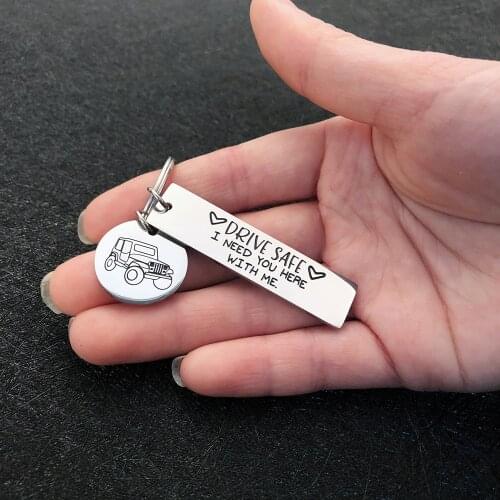 ♡ DRIVE SAFE ♡
I NEED YOU HERE
WITH ME